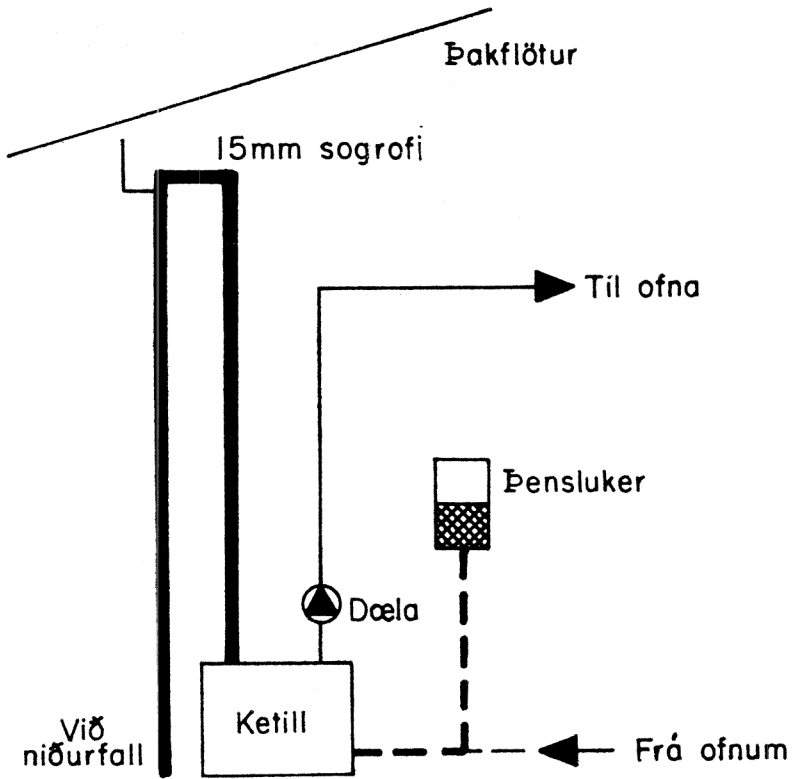 Þakflötur
15mm sogrofi
Til ofna
Þensluker
Dæla
Ketill
Við
niðurfall
Frá ofnum